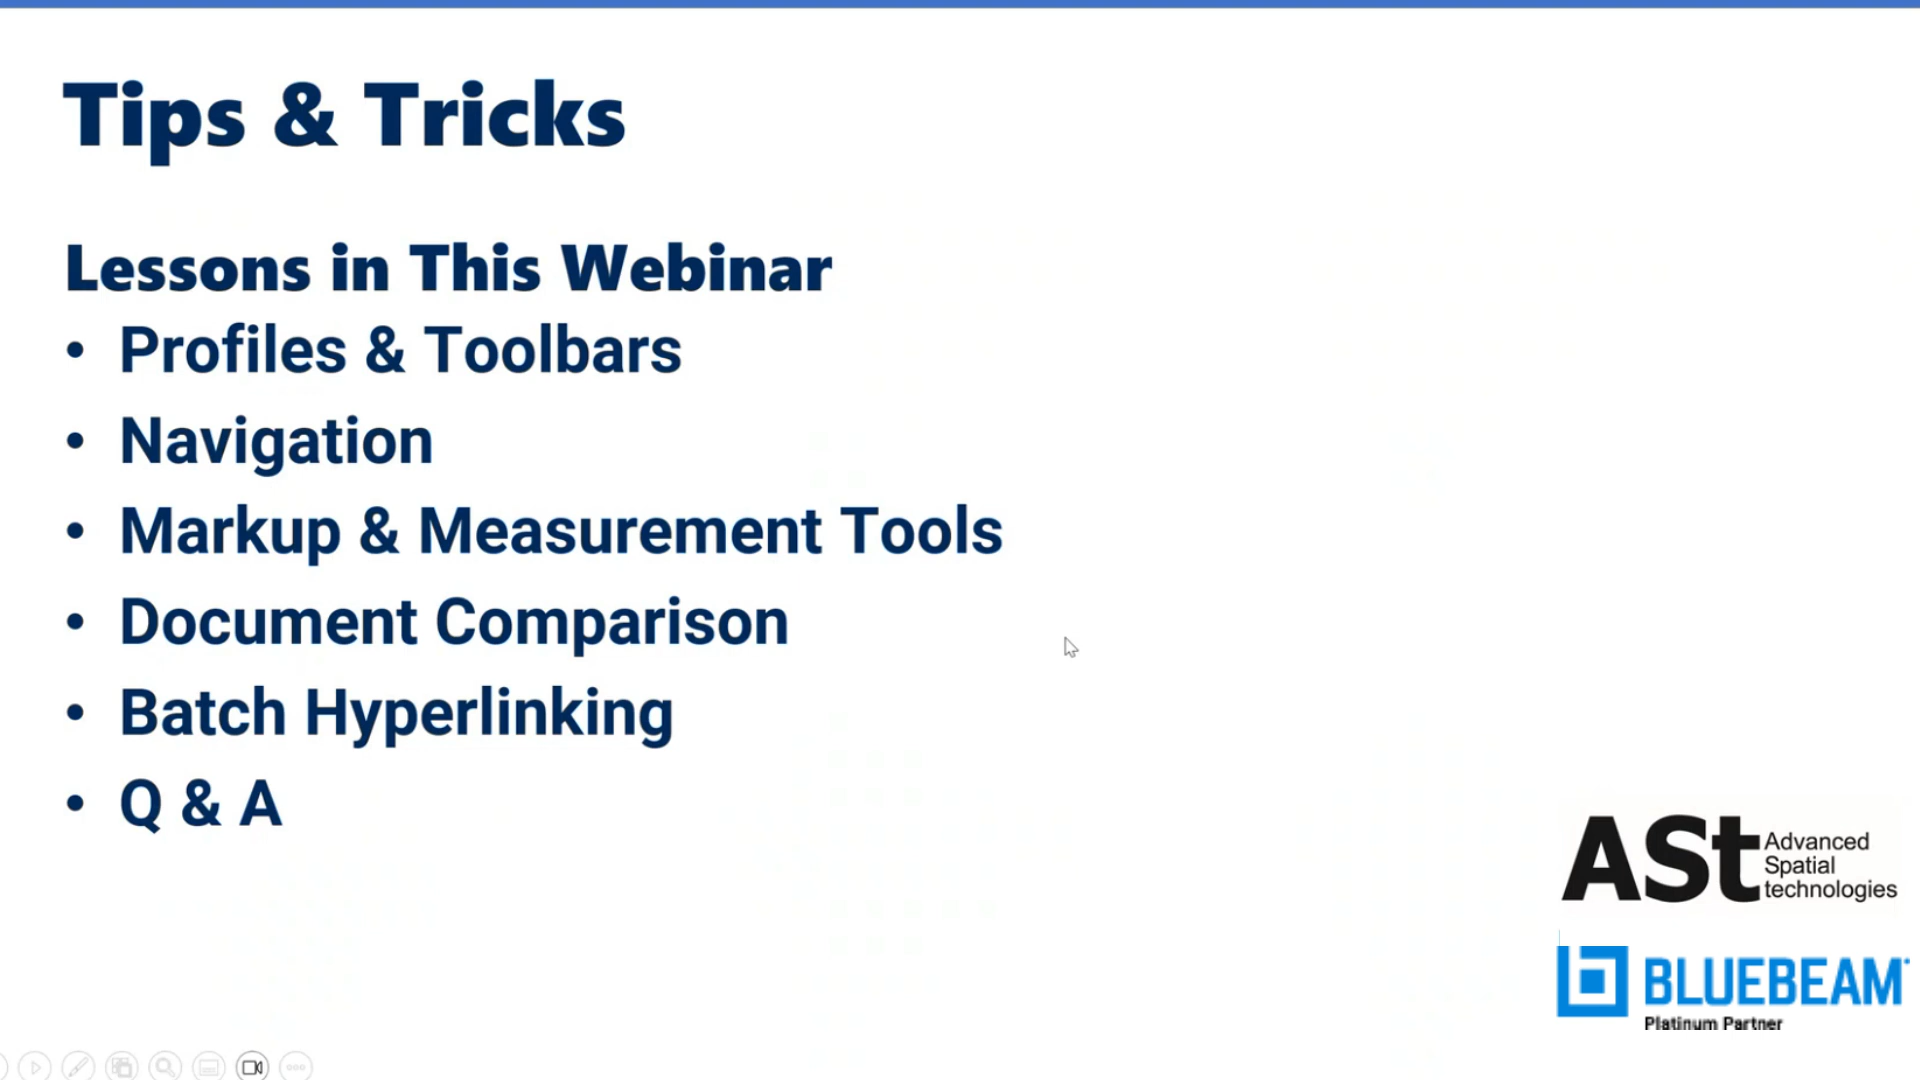 Tips & Tricks
Lessons in This Webinar
• Profiles & Toolbars
• Navigation
• Markup & Measurement Tools
• Document Comparison
• Batch Hyperlinking
• Q & A
ASt
Advanced
Spatial
technologies
BLUEBEAM
Platinum Partner